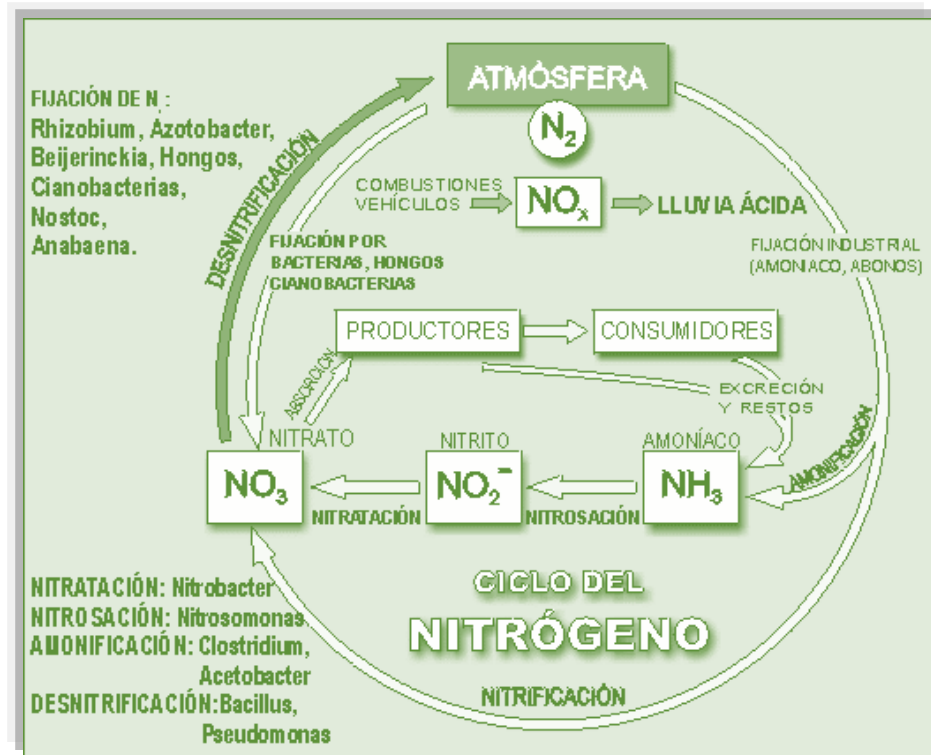 ATMÓSFERA
N₂
FIJACIÓN DE N,:
Rhizobium, Azotobacter,
Beijerinckia, Hongos,
Cianobacterias,
Nostoc,
Anabaena.
DESNITRIFICACIÓN
COMBUSTIONES
VEHÍCULOS
NOₓ
LLUVIA ÁCIDA
FIJACIÓN POR
BACTERIAS, HONGOS
CIANOBACTERIAS
FIJACIÓN INDUSTRIAL
(AMONIACO, ABONOS)
PRODUCTORES
CONSUMIDORES
ABSORCIÓN
EXCRECIÓN
Y RESTOS
NITRATO
NITRITO
AMONÍACO
AMONIFICACIÓN
NO₃
NO₂⁻
NH₃
NITRATACIÓN
NITROSACIÓN
CICLO DEL
NITRÓGENO
NITRATACIÓN: Nitrobacter
NITROSACIÓN: Nitrosomonas
AMONIFICACIÓN: Clostridium,
Acetobacter
DESNITRIFICACIÓN:Bacillus,
Pseudomonas
NITRIFICACIÓN